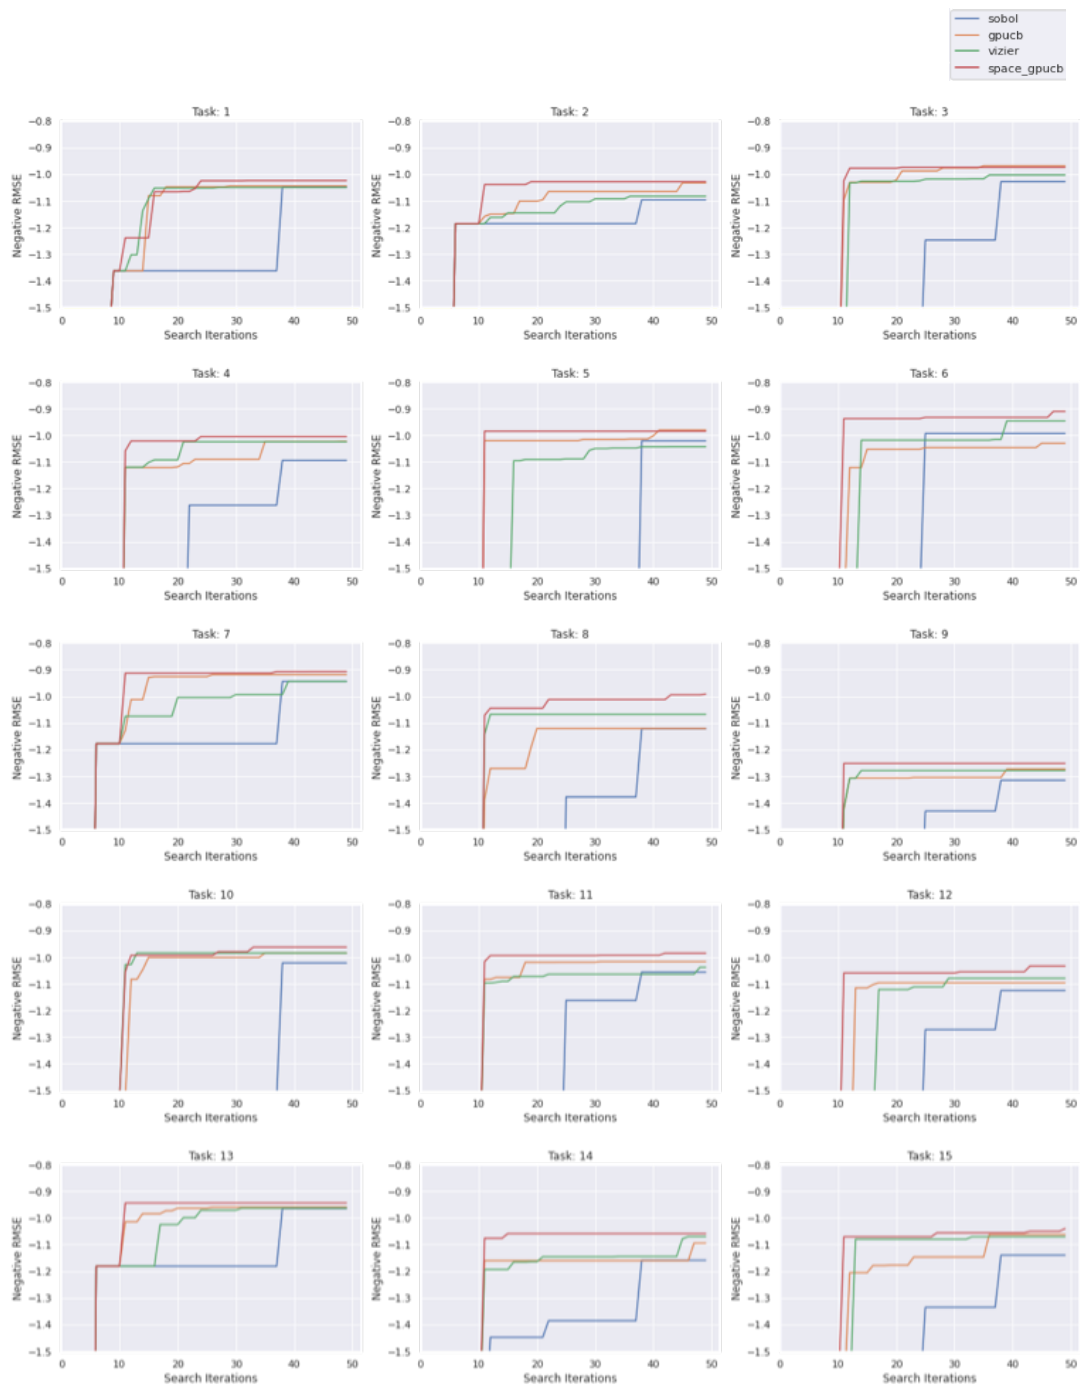 sobol
gpucb
vizier
space_gpucb
Task: 1
−0.8
−0.9
−1.0
−1.1
−1.2
−1.3
−1.4
−1.5
Negative RMSE
0 10 20 30 40 50
Search Iterations
Task: 2
−0.8
−0.9
−1.0
−1.1
−1.2
−1.3
−1.4
−1.5
Negative RMSE
0 10 20 30 40 50
Search Iterations
Task: 3
−0.8
−0.9
−1.0
−1.1
−1.2
−1.3
−1.4
−1.5
Negative RMSE
0 10 20 30 40 50
Search Iterations
Task: 4
−0.8
−0.9
−1.0
−1.1
−1.2
−1.3
−1.4
−1.5
Negative RMSE
0 10 20 30 40 50
Search Iterations
Task: 5
−0.8
−0.9
−1.0
−1.1
−1.2
−1.3
−1.4
−1.5
Negative RMSE
0 10 20 30 40 50
Search Iterations
Task: 6
−0.8
−0.9
−1.0
−1.1
−1.2
−1.3
−1.4
−1.5
Negative RMSE
0 10 20 30 40 50
Search Iterations
Task: 7
−0.8
−0.9
−1.0
−1.1
−1.2
−1.3
−1.4
−1.5
Negative RMSE
0 10 20 30 40 50
Search Iterations
Task: 8
−0.8
−0.9
−1.0
−1.1
−1.2
−1.3
−1.4
−1.5
Negative RMSE
0 10 20 30 40 50
Search Iterations
Task: 9
−0.8
−0.9
−1.0
−1.1
−1.2
−1.3
−1.4
−1.5
Negative RMSE
0 10 20 30 40 50
Search Iterations
Task: 10
−0.8
−0.9
−1.0
−1.1
−1.2
−1.3
−1.4
−1.5
Negative RMSE
0 10 20 30 40 50
Search Iterations
Task: 11
−0.8
−0.9
−1.0
−1.1
−1.2
−1.3
−1.4
−1.5
Negative RMSE
0 10 20 30 40 50
Search Iterations
Task: 12
−0.8
−0.9
−1.0
−1.1
−1.2
−1.3
−1.4
−1.5
Negative RMSE
0 10 20 30 40 50
Search Iterations
Task: 13
−0.8
−0.9
−1.0
−1.1
−1.2
−1.3
−1.4
−1.5
Negative RMSE
0 10 20 30 40 50
Search Iterations
Task: 14
−0.8
−0.9
−1.0
−1.1
−1.2
−1.3
−1.4
−1.5
Negative RMSE
0 10 20 30 40 50
Search Iterations
Task: 15
−0.8
−0.9
−1.0
−1.1
−1.2
−1.3
−1.4
−1.5
Negative RMSE
0 10 20 30 40 50
Search Iterations